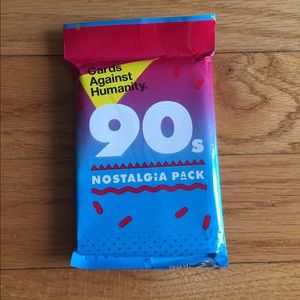 Cards
Against
Humanity.
90s
NOSTALGiA PACK